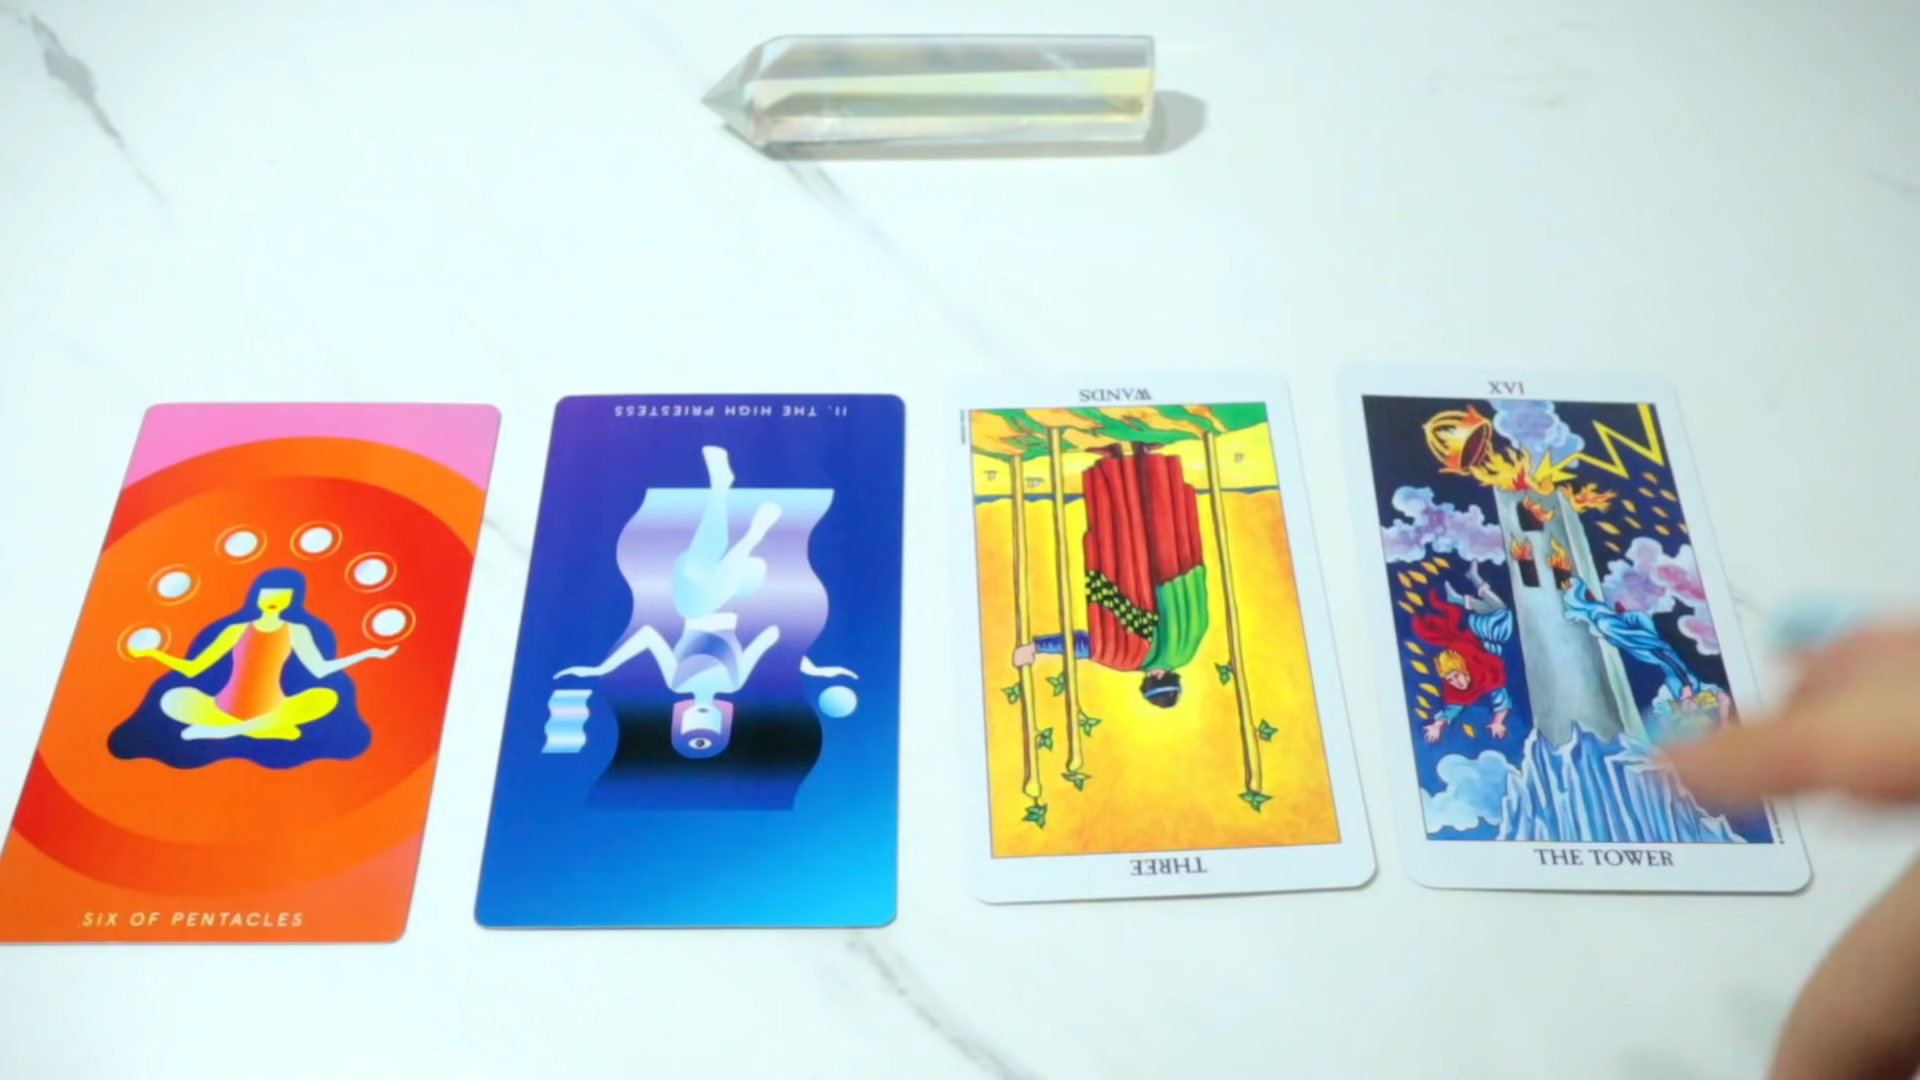 SIX OF PENTACLES
II. THE HIGH PRIESTESS
WANDS
THREE
XVI
THE TOWER